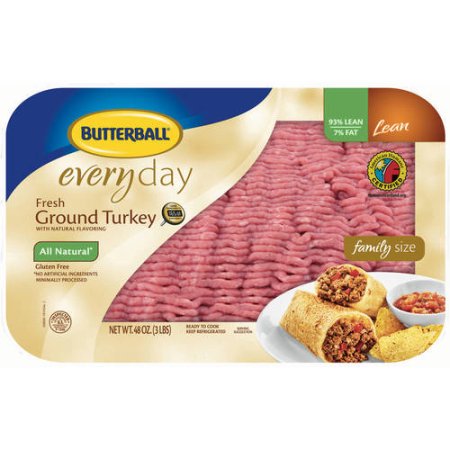 BUTTERBALL
everyday
Fresh
Ground Turkey
WITH NATURAL FLAVORING
All Natural*
Gluten Free
*NO ARTIFICIAL INGREDIENTS
MINIMALLY PROCESSED
NET WT. 48 OZ. (3 LBS)
READY TO COOK
KEEP REFRIGERATED
93% LEAN
7% FAT
Lean
CERTIFIED
family size